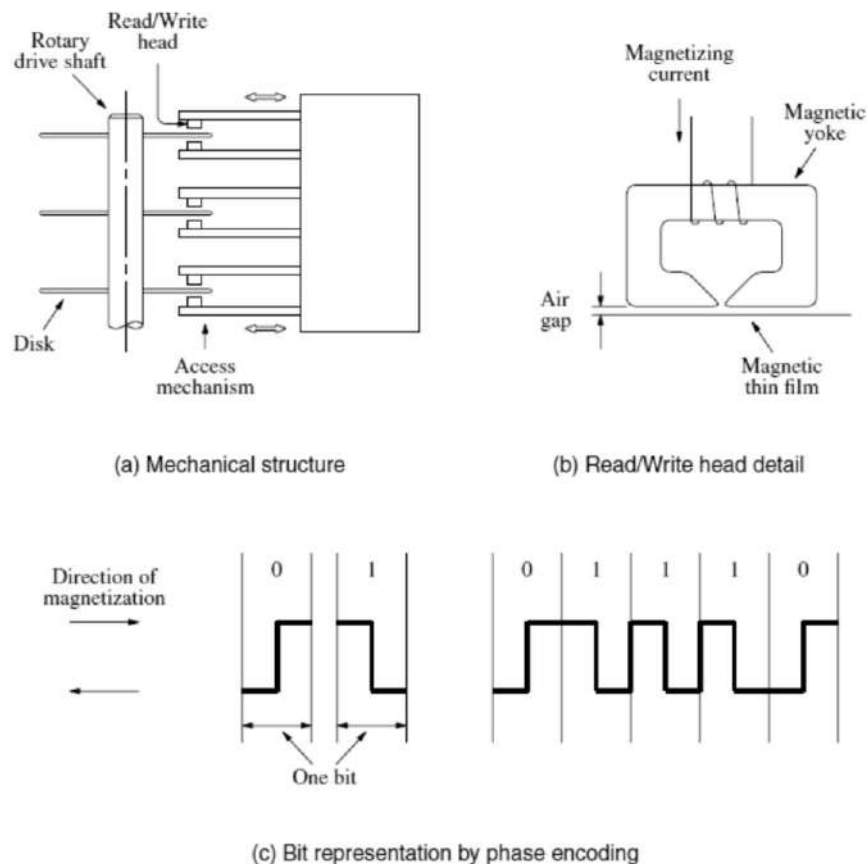 Read/Write
head
Rotary
drive shaft
Disk
Access
mechanism
(a) Mechanical structure
Magnetizing
current
Magnetic
yoke
Air
gap
Magnetic
thin film
(b) Read/Write head detail
Direction of
magnetization
0 1
One bit
0 1 1 1 0
(c) Bit representation by phase encoding